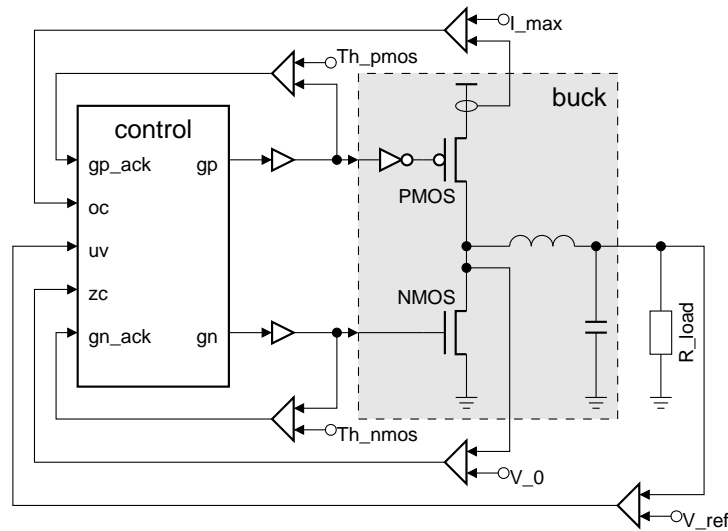 I_max
Th_pmos
buck
control
gp_ack
gp
oc
PMOS
uv
zc
NMOS
gn_ack
gn
R_load
Th_nmos
V_0
V_ref